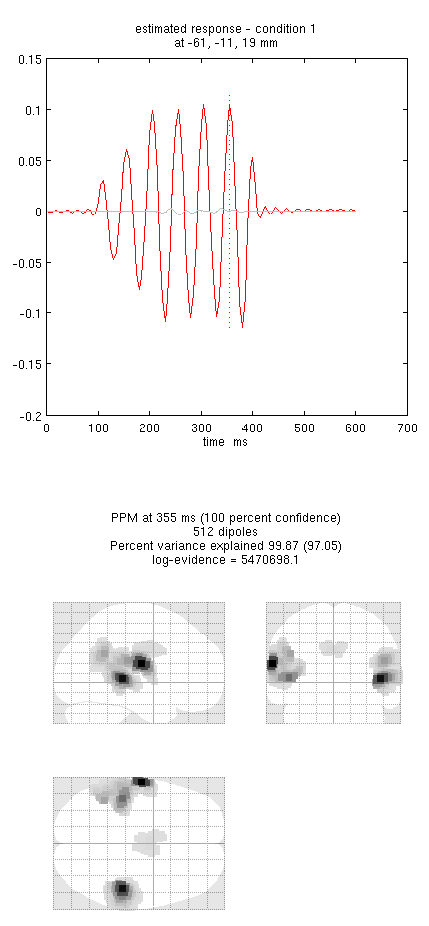 estimated response - condition 1
at -61, -11, 19 mm
0.15
0.1
0.05
0
-0.05
-0.1
-0.15
-0.2
0 100 200 300 400 500 600 700
time ms
PPM at 355 ms (100 percent confidence)
512 dipoles
Percent variance explained 99.87 (97.05)
log-evidence = 5470698.1